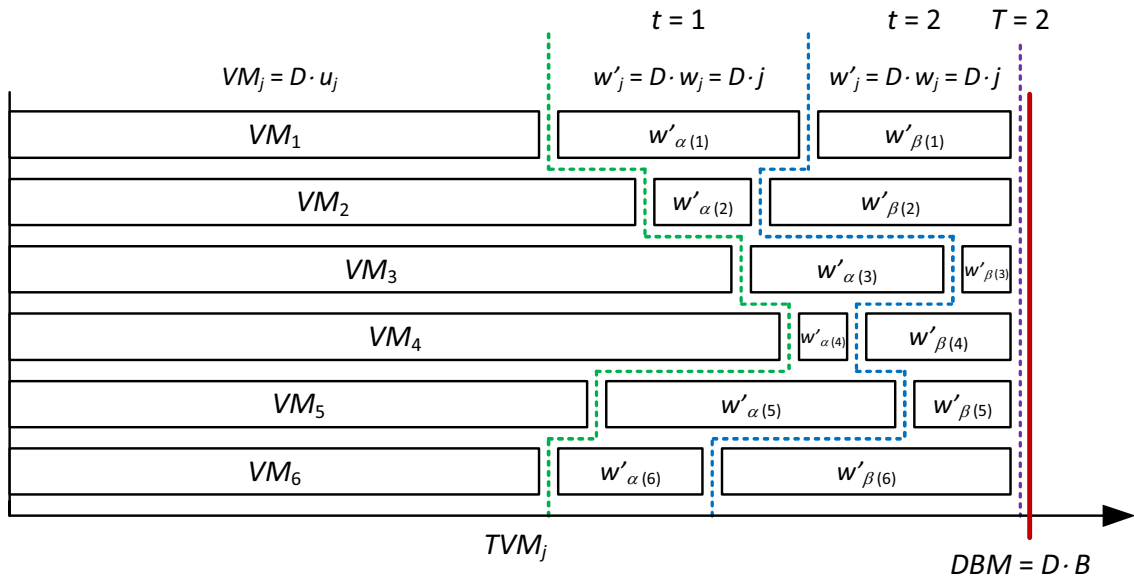 t = 1 t = 2 T = 2
VMj = D· uj w'j = D· wj = D· j w'j = D· wj = D· j
VM1 w'α(1) w'β(1)
VM2 w'α(2) w'β(2)
VM3 w'α(3) w'β(3)
VM4 w'α(4) w'β(4)
VM5 w'α(5) w'β(5)
VM6 w'α(6) w'β(6)
TVMj
DBM = D· B